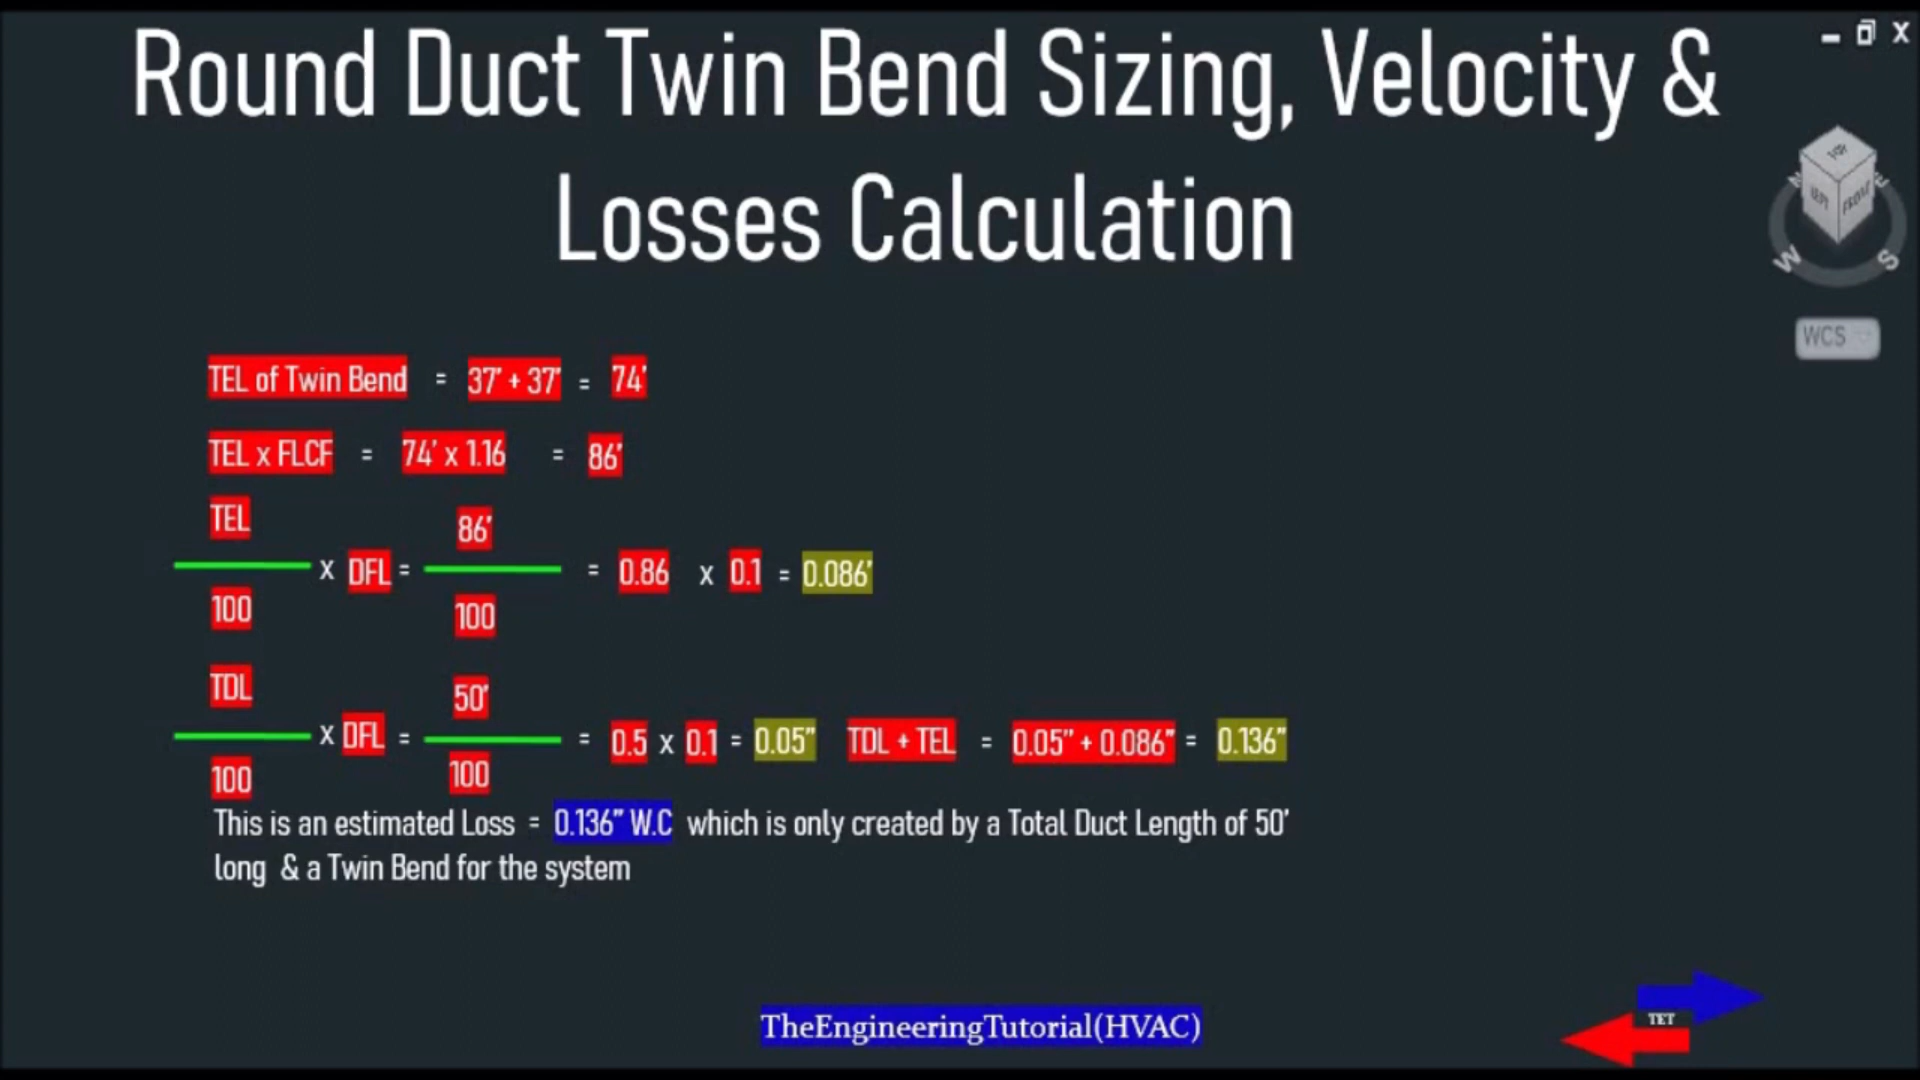 Round Duct Twin Bend Sizing, Velocity &
Losses Calculation
X
TOP
LEFT
FRONT
W
S
WCS
TEL of Twin Bend = 37' + 37' = 74'
TEL x FLCF = 74' x 1.16 = 86'
TEL
100
x DFL =
86'
100
= 0.86 x 0.1 = 0.086'
TDL
100
x DFL =
50'
100
= 0.5 x 0.1 = 0.05" TDL + TEL = 0.05" + 0.086" = 0.136"
This is an estimated Loss = 0.136" W.C which is only created by a Total Duct Length of 50'
long & a Twin Bend for the system
TheEngineeringTutorial(HVAC)
TET